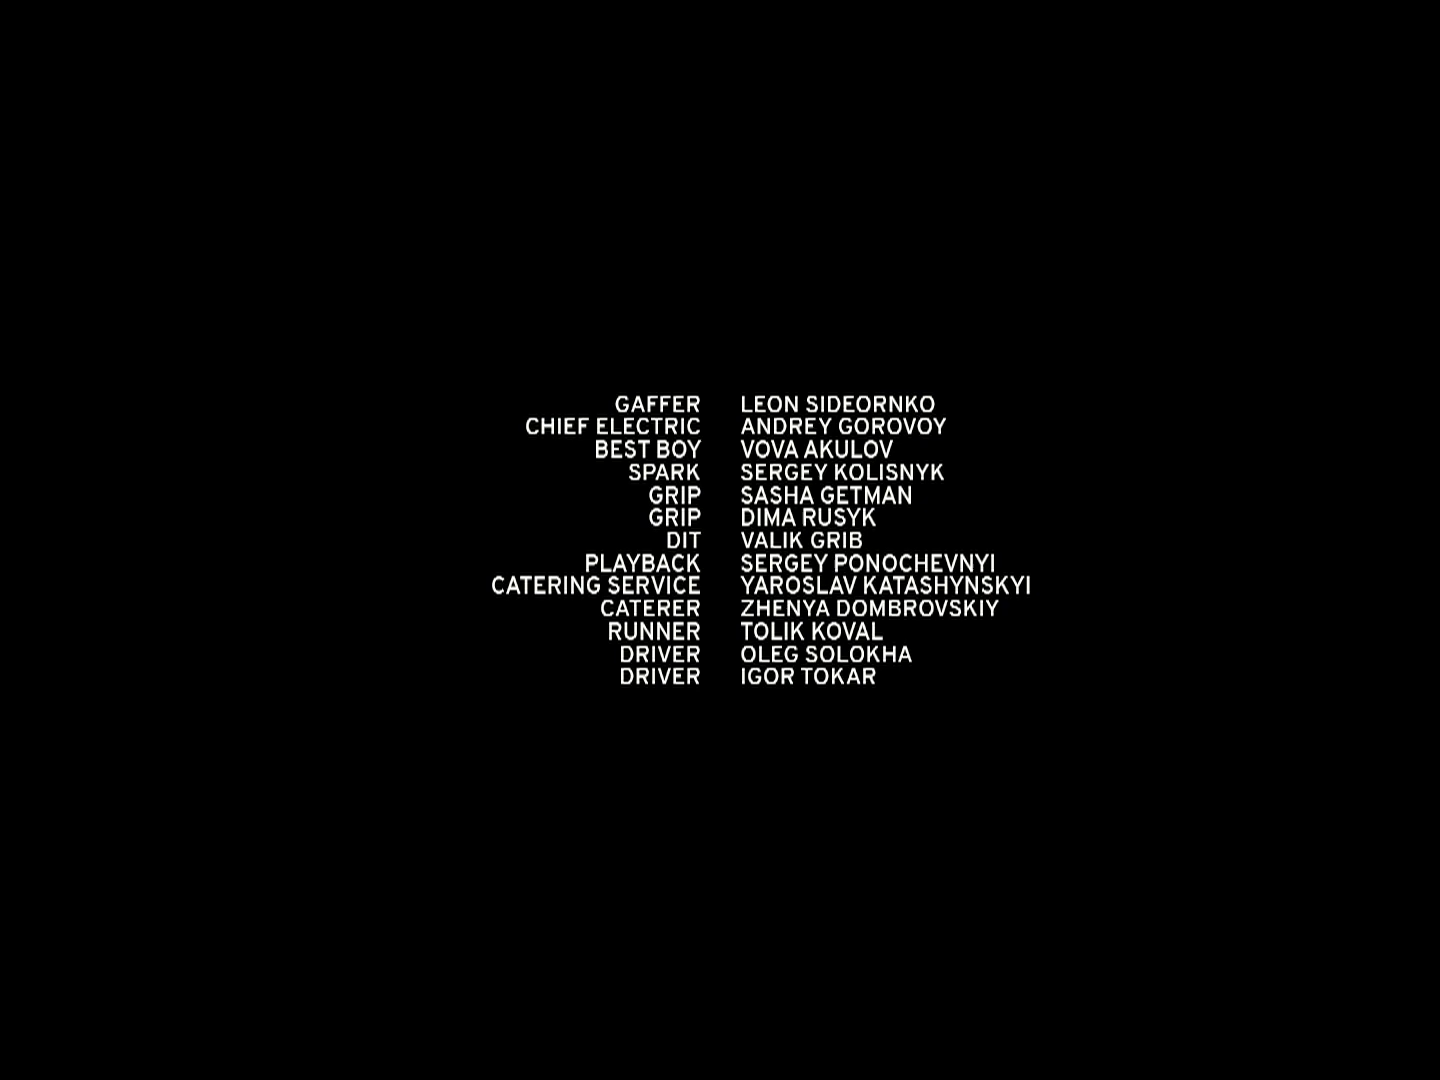 GAFFER LEON SIDEORNKO
CHIEF ELECTRIC ANDREY GOROVOY
BEST BOY VOVA AKULOV
SPARK SERGEY KOLISNYK
GRIP SASHA GETMAN
GRIP DIMA RUSYK
DIT VALIK GRIB
PLAYBACK SERGEY PONOCHEVNYI
CATERING SERVICE YAROSLAV KATASHYNSKYI
CATERER ZHENYA DOMBROVSKIY
RUNNER TOLIK KOVAL
DRIVER OLEG SOLOKHA
DRIVER IGOR TOKAR